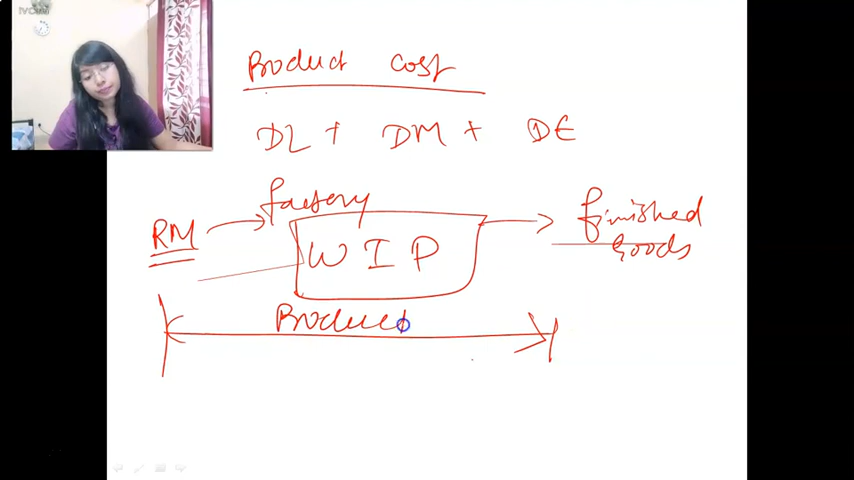 Product cost
DL + DM + DE
factory
RM
WIP
finished
Goods
Product